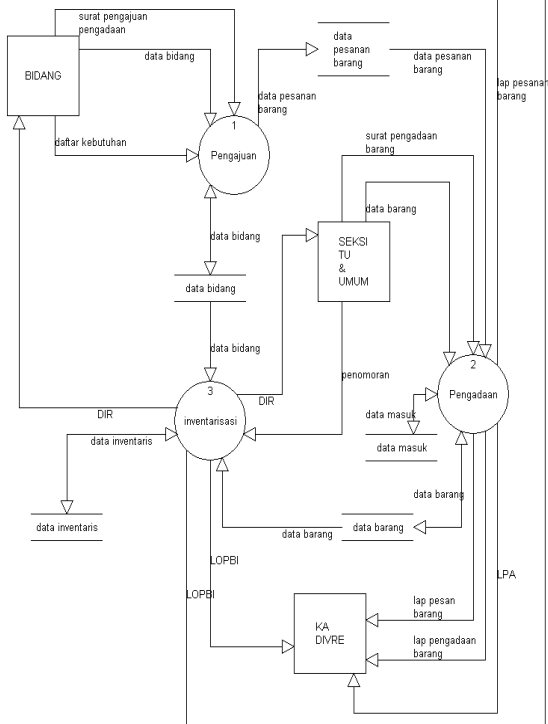 surat pengajuan
pengadaan
BIDANG
data bidang
data pesanan
barang
data
pesanan
barang
data pesanan
barang
lap pesanan
barang
1
Pengajuan
daftar kebutuhan
surat pengadaan
barang
data barang
data bidang
SEKSI
TU
&
UMUM
data bidang
data bidang
penomoran
2
Pengadaan
3
inventarisasi
DIR
DIR
data masuk
data masuk
data inventaris
data inventaris
data barang
data barang
data barang
LOPBI
LOPBI
LPA
KA
DIVRE
lap pesan
barang
lap pengadaan
barang